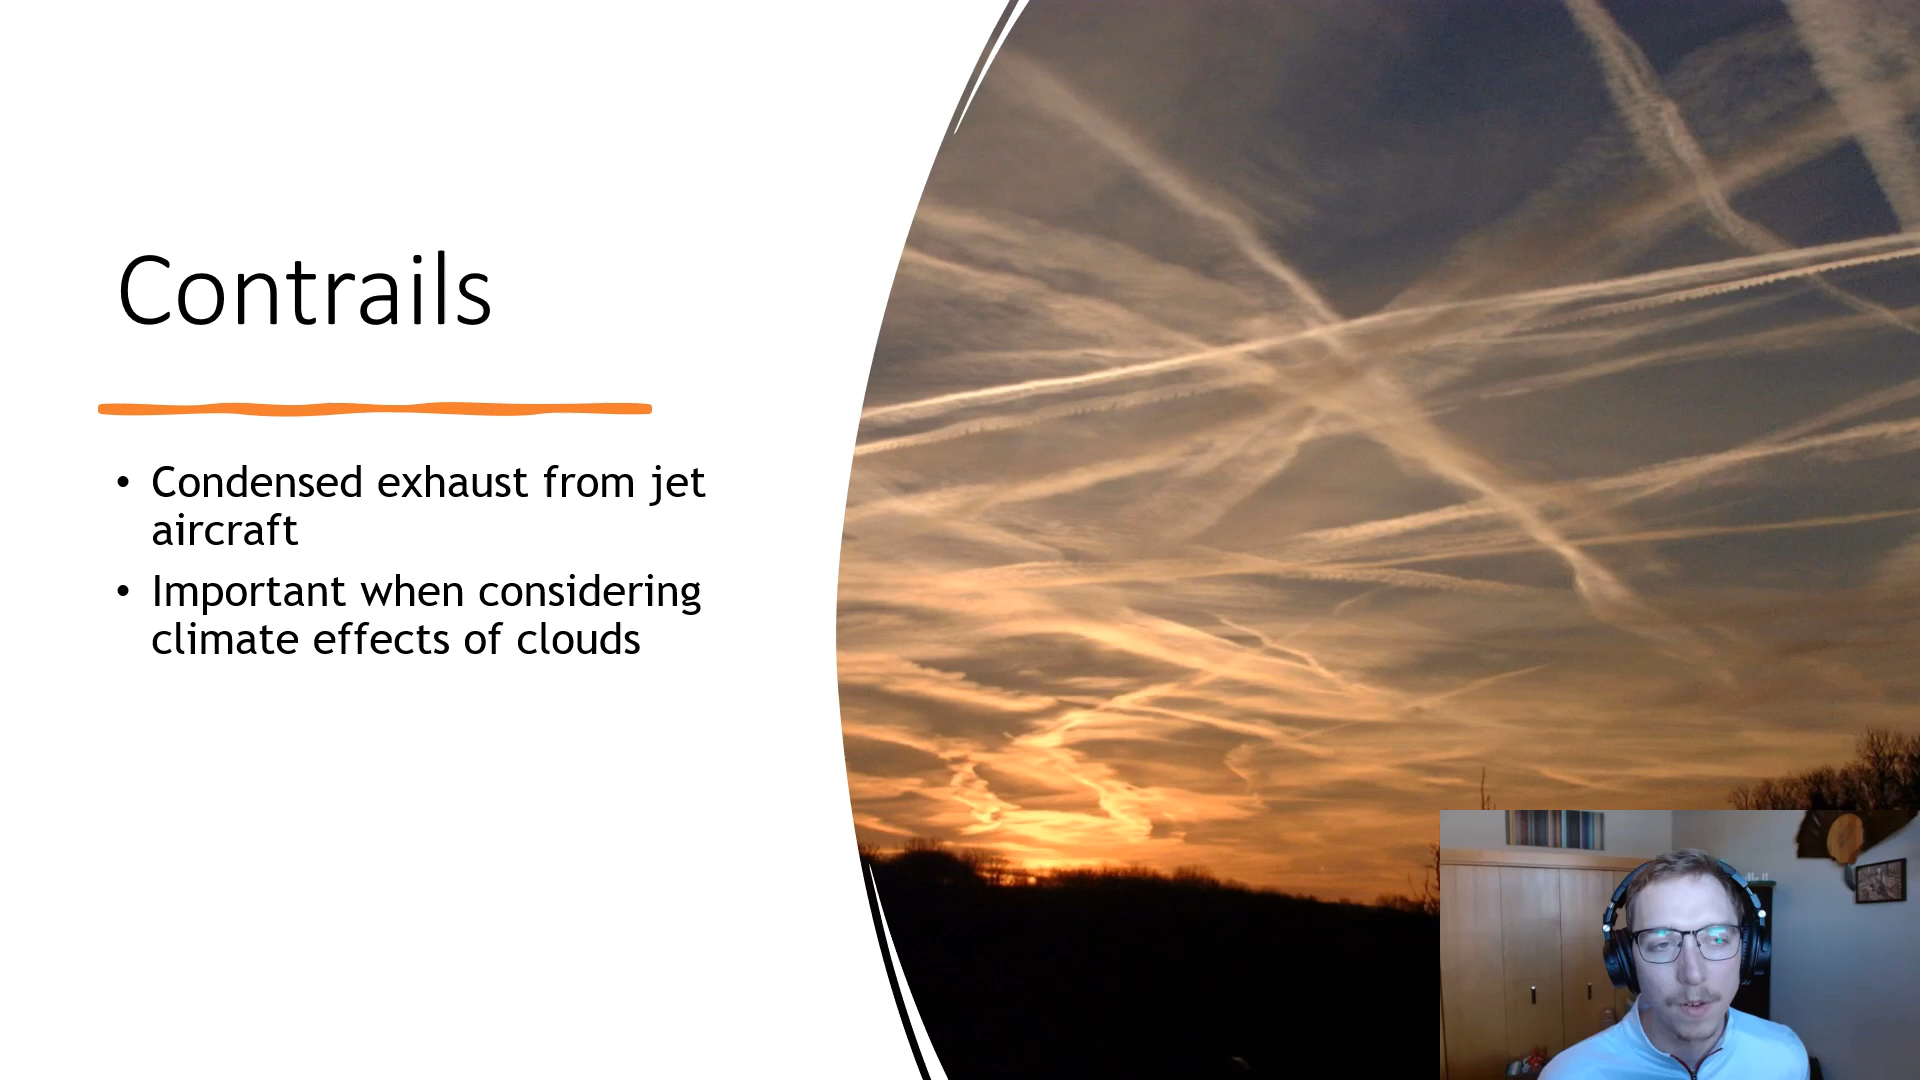 Contrails
• Condensed exhaust from jet
aircraft
• Important when considering
climate effects of clouds